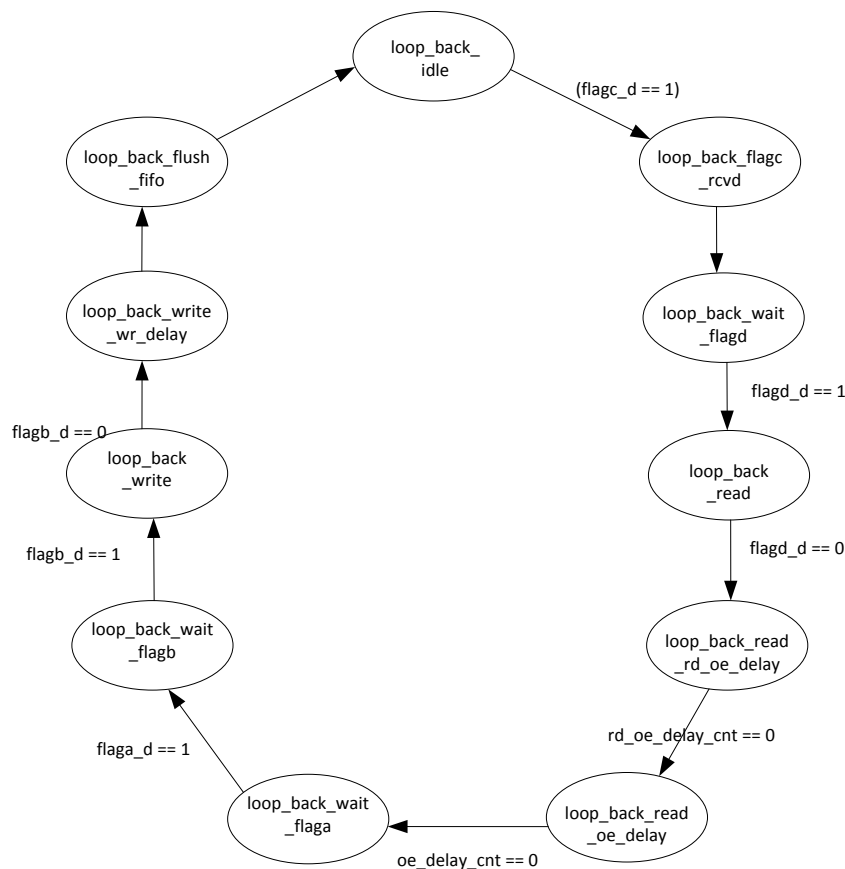 loop_back_
idle
(flagc_d == 1)
loop_back_flagc
_rcvd
loop_back_wait
_flagd
flagd_d == 1
loop_back
_read
flagd_d == 0
loop_back_read
_rd_oe_delay
rd_oe_delay_cnt == 0
loop_back_read
_oe_delay
oe_delay_cnt == 0
loop_back_wait
_flaga
flaga_d == 1
loop_back_wait
_flagb
flagb_d == 1
loop_back
_write
flagb_d == 0
loop_back_write
_wr_delay
loop_back_flush
_fifo